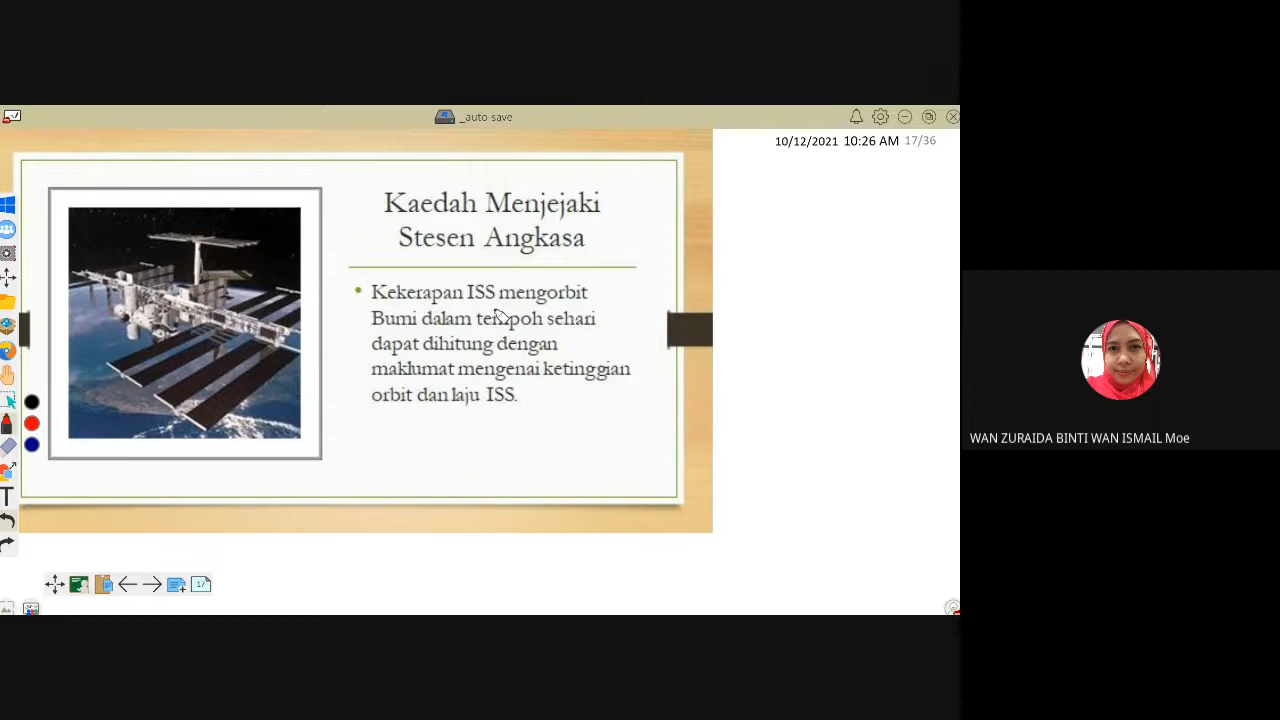 _auto save
10/12/2021 10:26 AM 17/36
Kaedah Menjejaki
Stesen Angkasa
• Kekerapan ISS mengorbit
Bumi dalam tempoh sehari
dapat dihitung dengan
maklumat mengenai ketinggian
orbit dan laju ISS.
WAN ZURAIDA BINTI WAN ISMAIL Moe
T
17